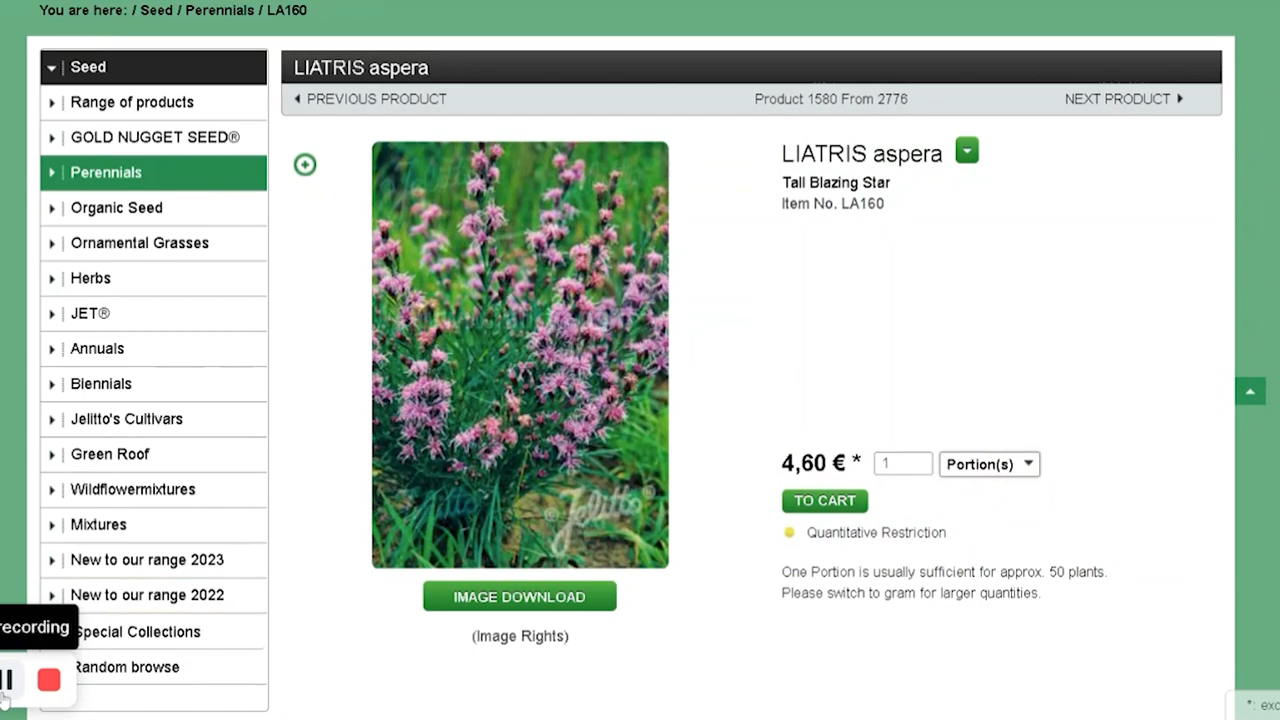 You are here: / Seed / Perennials / LA160
Seed
LIATRIS aspera
Range of products
PREVIOUS PRODUCT
Product 1580 From 2776
NEXT PRODUCT
GOLD NUGGET SEED®
Perennials
Organic Seed
Ornamental Grasses
Herbs
JET®
Annuals
Biennials
Jelitto's Cultivars
Green Roof
Wildflowermixtures
Mixtures
New to our range 2023
New to our range 2022
Special Collections
Random browse
recording
© Jelitto ®
IMAGE DOWNLOAD
(Image Rights)
LIATRIS aspera
Tall Blazing Star
Item No. LA160
4,60 € * 1 Portion(s)
TO CART
Quantitative Restriction
One Portion is usually sufficient for approx. 50 plants.
Please switch to gram for larger quantities.
*: exc